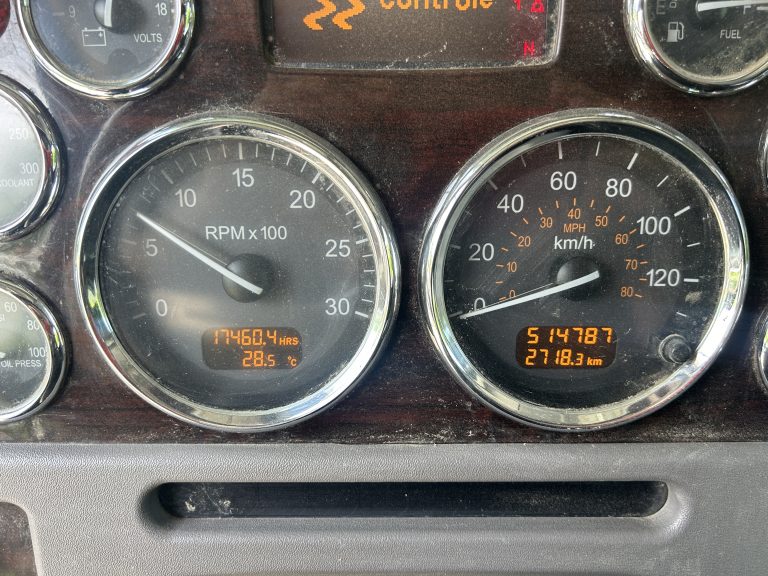 9
18
VOLTS
Controle
N
F
FUEL
250
300
COOLANT
0
5
10
15
20
25
30
RPM x 100
17460.4 HRS
28.5 °C
0
20
40
60
80
100
120
0
20
30
40
50
60
70
80
MPH
km/h
514787
2718.3 km
60
80
100
OIL PRESS